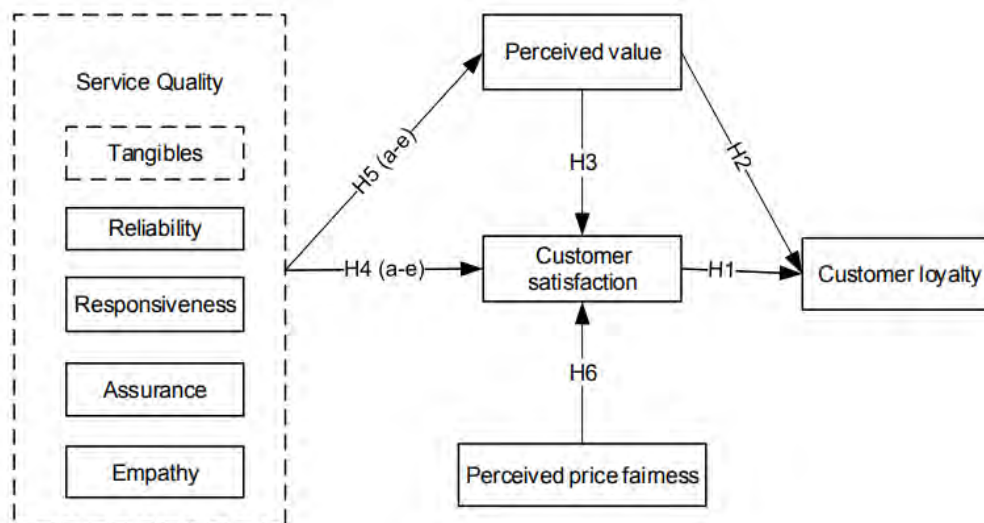 Service Quality
Tangibles
Reliability
Responsiveness
Assurance
Empathy
H5 (a-e)
H4 (a-e)
Perceived value
H3
H2
Customer
satisfaction
H1
Customer loyalty
H6
Perceived price fairness